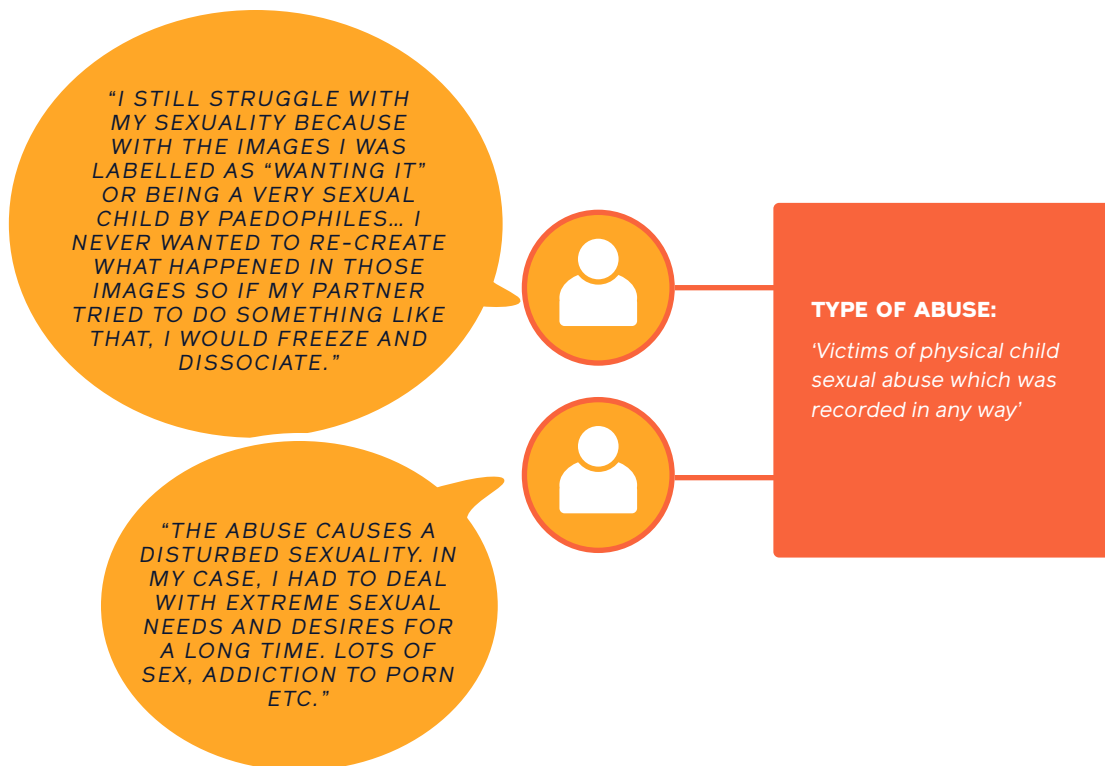 “I STILL STRUGGLE WITH
MY SEXUALITY BECAUSE
WITH THE IMAGES I WAS
LABELLED AS “WANTING IT”
OR BEING A VERY SEXUAL
CHILD BY PAEDOPHILES... I
NEVER WANTED TO RE-CREATE
WHAT HAPPENED IN THOSE
IMAGES SO IF MY PARTNER
TRIED TO DO SOMETHING LIKE
THAT, I WOULD FREEZE AND
DISSOCIATE.”
“THE ABUSE CAUSES A
DISTURBED SEXUALITY. IN
MY CASE, I HAD TO DEAL
WITH EXTREME SEXUAL
NEEDS AND DESIRES FOR
A LONG TIME. LOTS OF
SEX, ADDICTION TO PORN
ETC.”
TYPE OF ABUSE:
‘Victims of physical child
sexual abuse which was
recorded in any way’